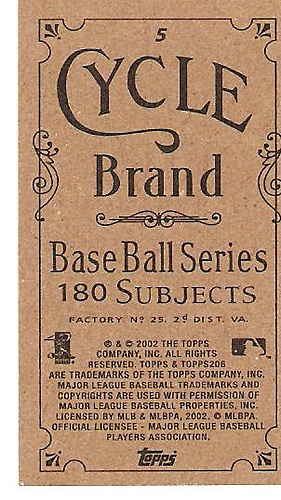 5
CYCLE
Brand
Base Ball Series
180 SUBJECTS
FACTORY Nº 25, 2d DIST. VA.
® & © 2002 THE TOPPS
COMPANY, INC. ALL RIGHTS
RESERVED. TOPPS & TOPPS206
ARE TRADEMARKS OF THE TOPPS COMPANY, INC.
MAJOR LEAGUE BASEBALL TRADEMARKS AND
COPYRIGHTS ARE USED WITH PERMISSION OF
MAJOR LEAGUE BASEBALL PROPERTIES, INC.
LICENSED BY MLB & MLBPA, 2002. © MLBPA.
OFFICIAL LICENSEE - MAJOR LEAGUE BASEBALL
PLAYERS ASSOCIATION.
topps